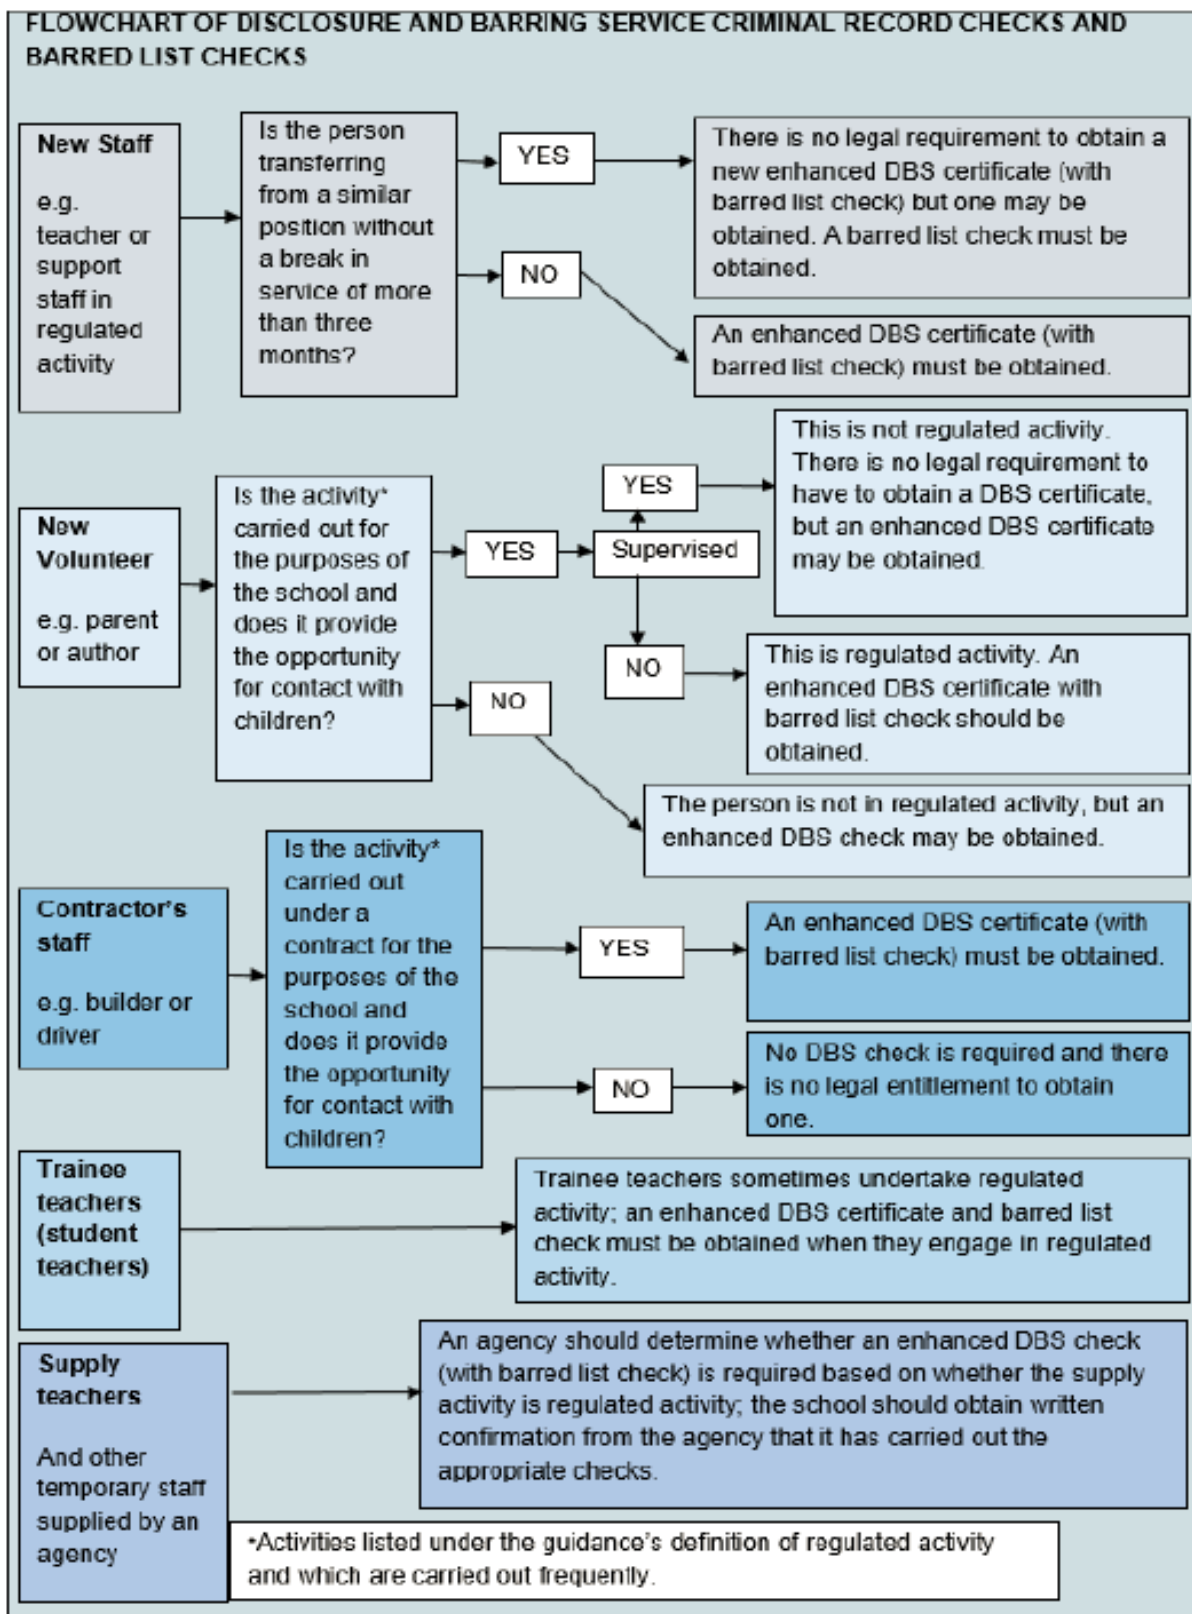 FLOWCHART OF DISCLOSURE AND BARRING SERVICE CRIMINAL RECORD CHECKS AND
BARRED LIST CHECKS
New Staff
e.g.
teacher or
support
staff in
regulated
activity
Is the person
transferring
from a similar
position without
a break in
service of more
than three
months?
YES
There is no legal requirement to obtain a
new enhanced DBS certificate (with
barred list check) but one may be
obtained. A barred list check must be
obtained.
NO
An enhanced DBS certificate (with
barred list check) must be obtained.
New
Volunteer
e.g. parent
or author
Is the activity*
carried out for
the purposes of
the school and
does it provide
the opportunity
for contact with
children?
YES
Supervised
YES
This is not regulated activity.
There is no legal requirement to
have to obtain a DBS certificate,
but an enhanced DBS certificate
may be obtained.
NO
This is regulated activity. An
enhanced DBS certificate with
barred list check should be
obtained.
NO
The person is not in regulated activity, but an
enhanced DBS check may be obtained.
Contractor's
staff
e.g. builder or
driver
Is the activity*
carried out
under a
contract for the
purposes of the
school and
does it provide
the opportunity
for contact with
children?
YES
An enhanced DBS certificate (with
barred list check) must be obtained.
NO
No DBS check is required and there
is no legal entitlement to obtain
one.
Trainee
teachers
(student
teachers)
Trainee teachers sometimes undertake regulated
activity; an enhanced DBS certificate and barred list
check must be obtained when they engage in regulated
activity.
Supply
teachers
And other
temporary staff
supplied by an
agency
An agency should determine whether an enhanced DBS check
(with barred list check) is required based on whether the supply
activity is regulated activity; the school should obtain written
confirmation from the agency that it has carried out the
appropriate checks.
*Activities listed under the guidance's definition of regulated activity
and which are carried out frequently.